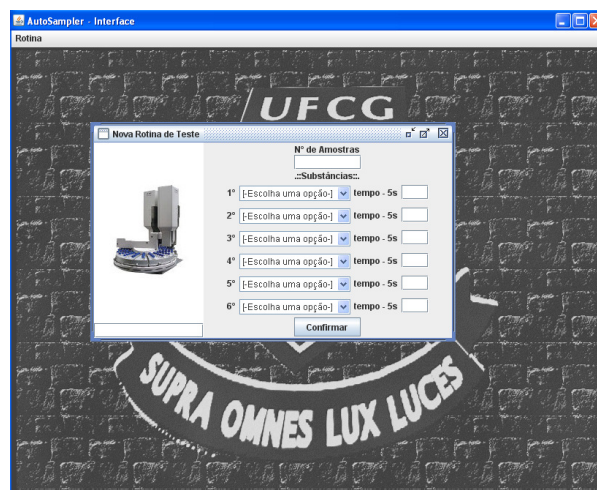 AutoSampler - Interface
Rotina
UFCG
Nova Rotina de Teste
N° de Amostras
.::Substâncias::.
1° [-Escolha uma opção-] tempo - 5s
2° [-Escolha uma opção-] tempo - 5s
3° [-Escolha uma opção-] tempo - 5s
4° [-Escolha uma opção-] tempo - 5s
5° [-Escolha uma opção-] tempo - 5s
6° [-Escolha uma opção-] tempo - 5s
Confirmar
SUPRA OMNES LUX LUCES